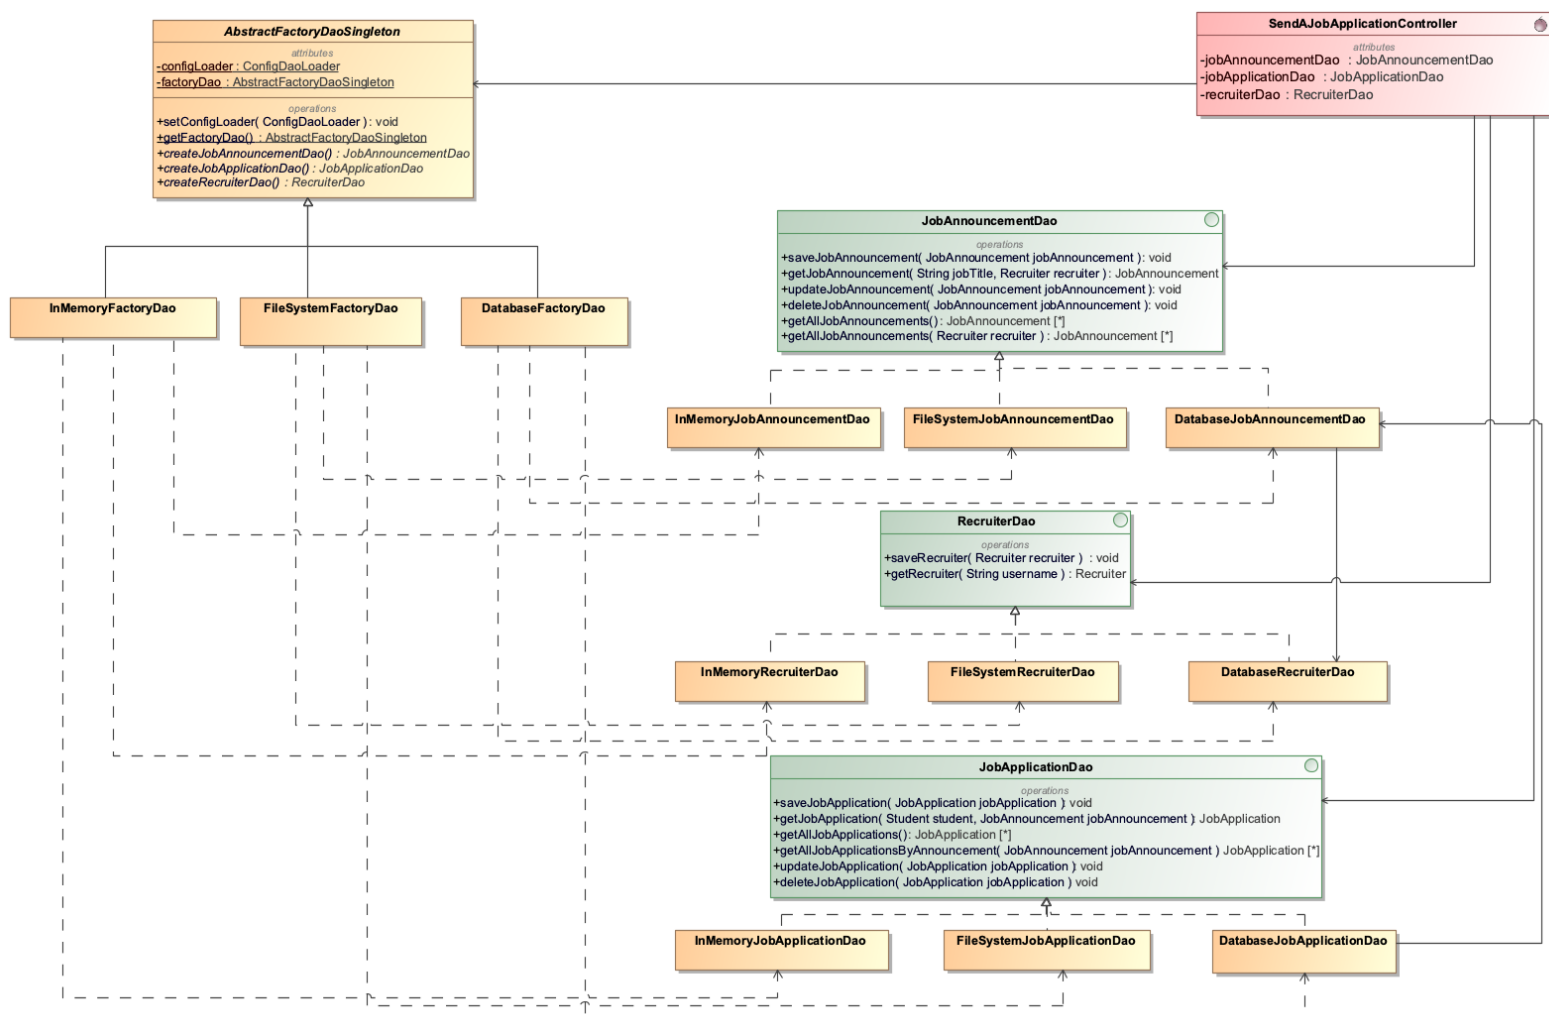 AbstractFactoryDaoSingleton
attributes
-configLoader : ConfigDaoLoader
-factoryDao : AbstractFactoryDaoSingleton
operations
+setConfigLoader( ConfigDaoLoader ) : void
+getFactoryDao() : AbstractFactoryDaoSingleton
+createJobAnnouncementDao() : JobAnnouncementDao
+createJobApplicationDao() : JobApplicationDao
+createRecruiterDao() : RecruiterDao
SendAJobApplicationController
attributes
-jobAnnouncementDao : JobAnnouncementDao
-jobApplicationDao : JobApplicationDao
-recruiterDao : RecruiterDao
JobAnnouncementDao
operations
+saveJobAnnouncement( JobAnnouncement jobAnnouncement ) : void
+getJobAnnouncement( String jobTitle, Recruiter recruiter ) : JobAnnouncement
+updateJobAnnouncement( JobAnnouncement jobAnnouncement ) : void
+deleteJobAnnouncement( JobAnnouncement jobAnnouncement ) : void
+getAllJobAnnouncements() : JobAnnouncement [*]
+getAllJobAnnouncements( Recruiter recruiter ) : JobAnnouncement [*]
InMemoryFactoryDao
FileSystemFactoryDao
DatabaseFactoryDao
InMemoryJobAnnouncementDao
FileSystemJobAnnouncementDao
DatabaseJobAnnouncementDao
RecruiterDao
operations
+saveRecruiter( Recruiter recruiter ) : void
+getRecruiter( String username ) : Recruiter
InMemoryRecruiterDao
FileSystemRecruiterDao
DatabaseRecruiterDao
JobApplicationDao
operations
+saveJobApplication( JobApplication jobApplication ) : void
+getJobApplication( Student student, JobAnnouncement jobAnnouncement ) : JobApplication
+getAllJobApplications() : JobApplication [*]
+getAllJobApplicationsByAnnouncement( JobAnnouncement jobAnnouncement ) JobApplication [*]
+updateJobApplication( JobApplication jobApplication ) : void
+deleteJobApplication( JobApplication jobApplication ) void
InMemoryJobApplicationDao
FileSystemJobApplicationDao
DatabaseJobApplicationDao